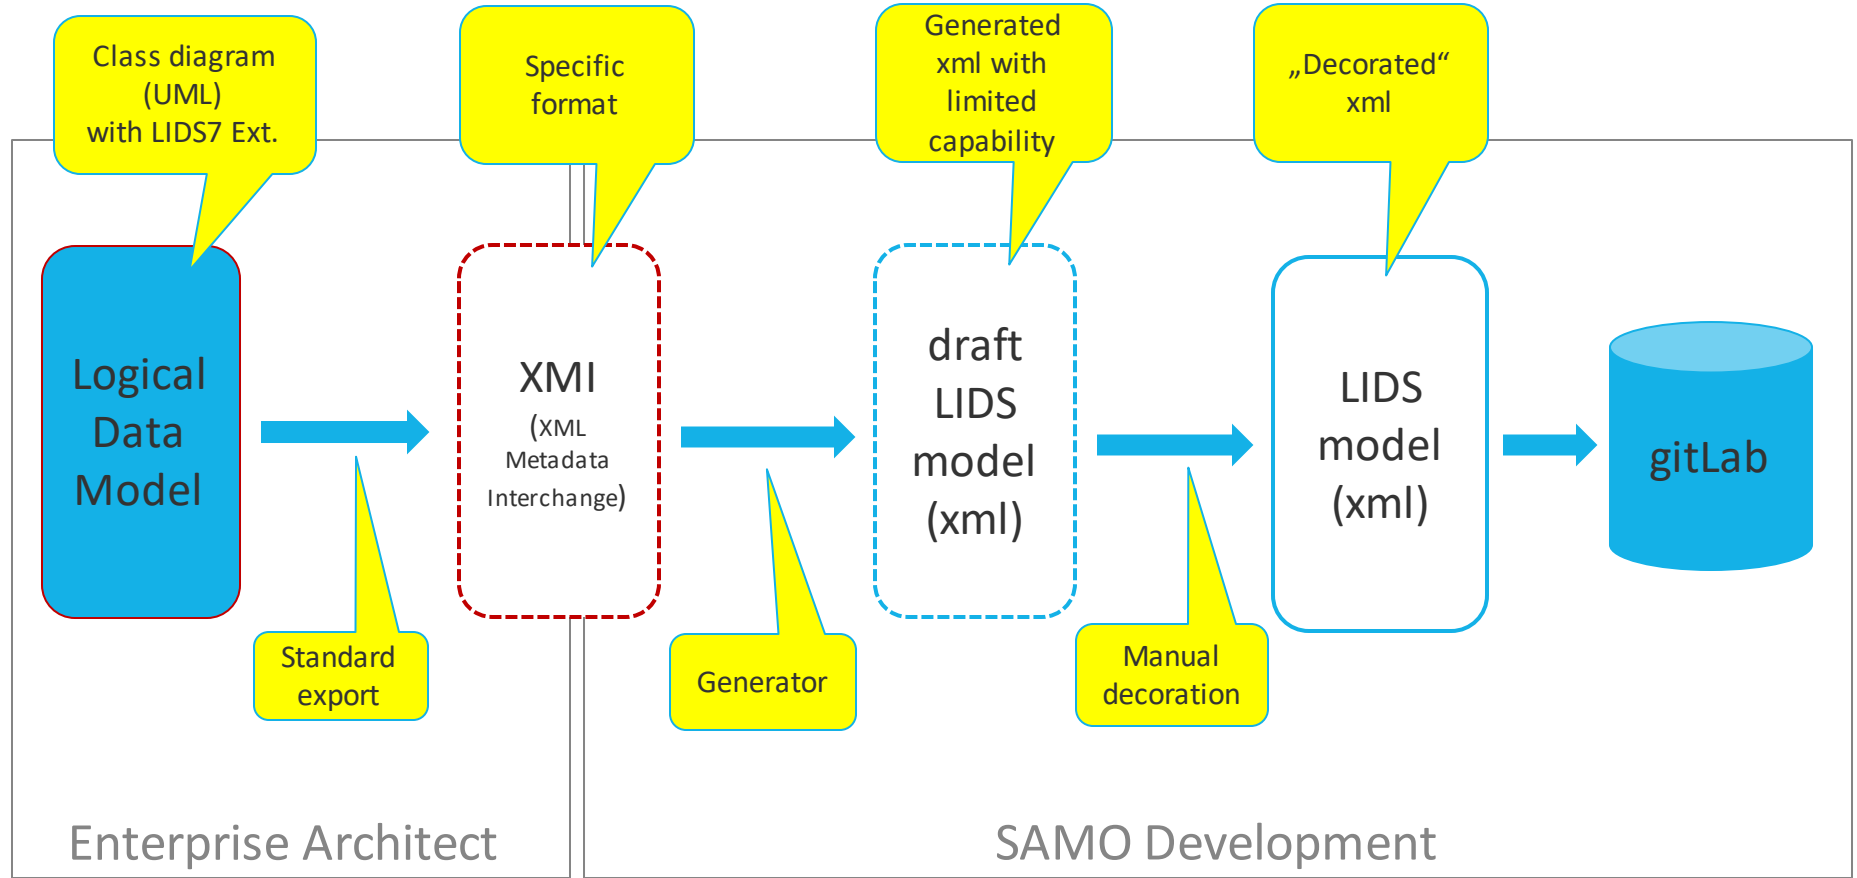 Class diagram
(UML)
with LIDS7 Ext.
Specific
format
Generated
xml with
limited
capability
„Decorated“
xml
Logical
Data
Model
XMI
(XML
Metadata
Interchange)
draft
LIDS
model
(xml)
LIDS
model
(xml)
gitLab
Standard
export
Generator
Manual
decoration
Enterprise Architect
SAMO Development